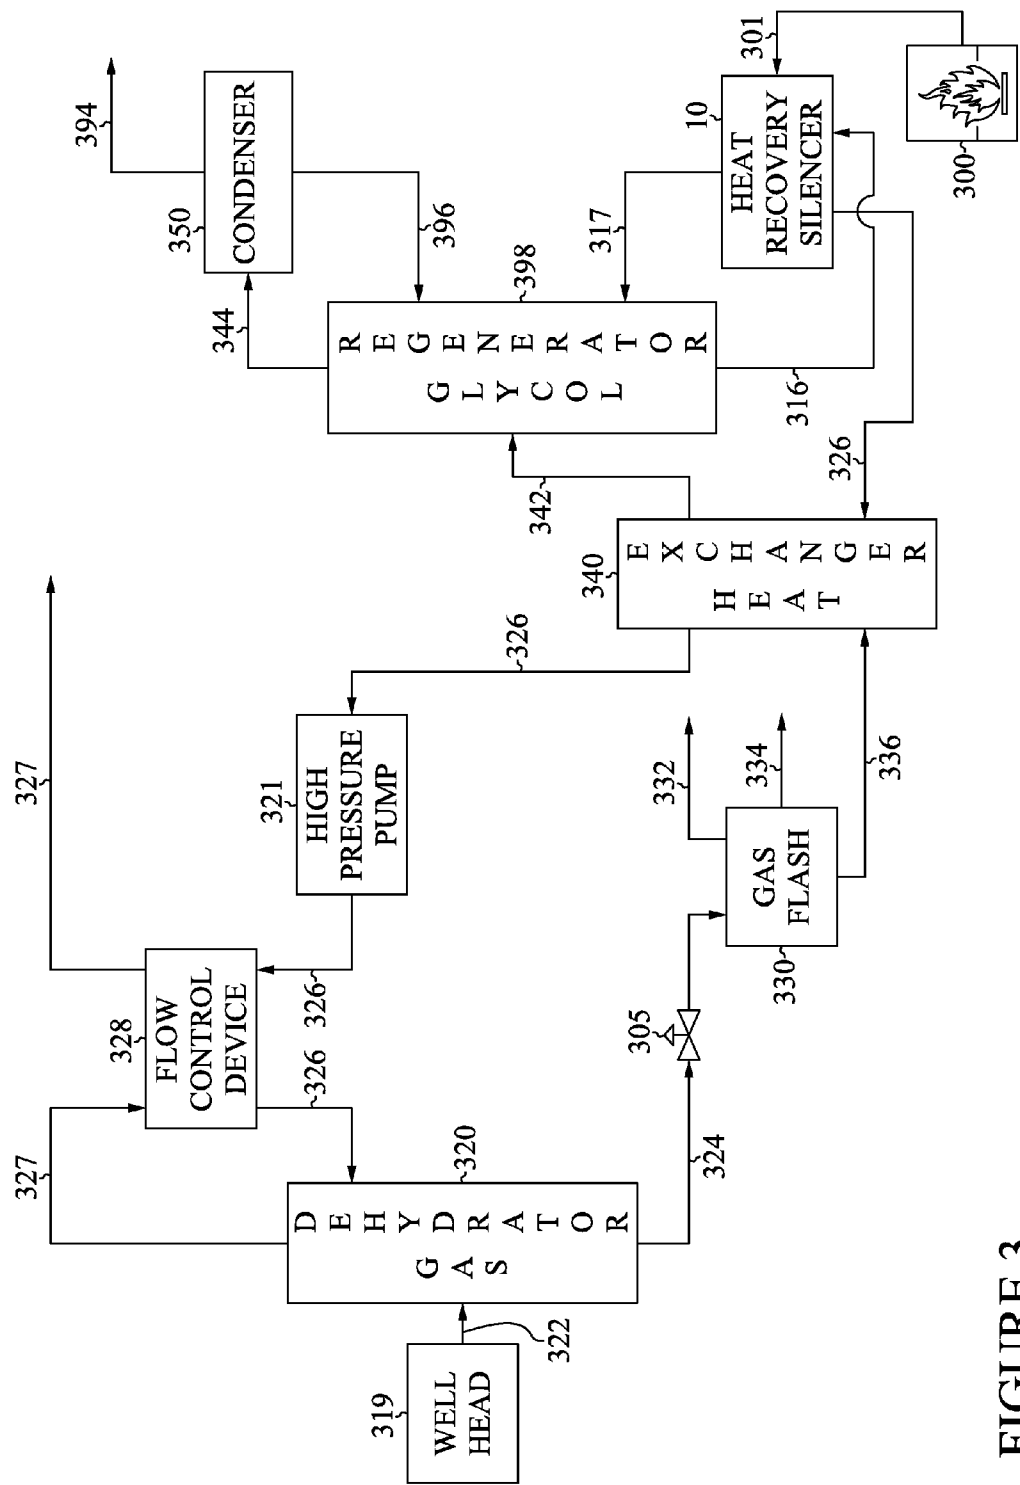 327
327
394
328
FLOW
CONTROL
DEVICE
350
CONDENSER
344
321
HIGH
PRESSURE
PUMP
326
326
319
WELL
HEAD
322
GAS
DEHYDRATOR
320
396
GLYCOL
REGENERATOR
398
326
342
317
340
HEAT
EXCHANGER
305
324
332
334
330
GAS
FLASH
336
10
HEAT
RECOVERY
SILENCER
301
316
326
300
FIGURE 3